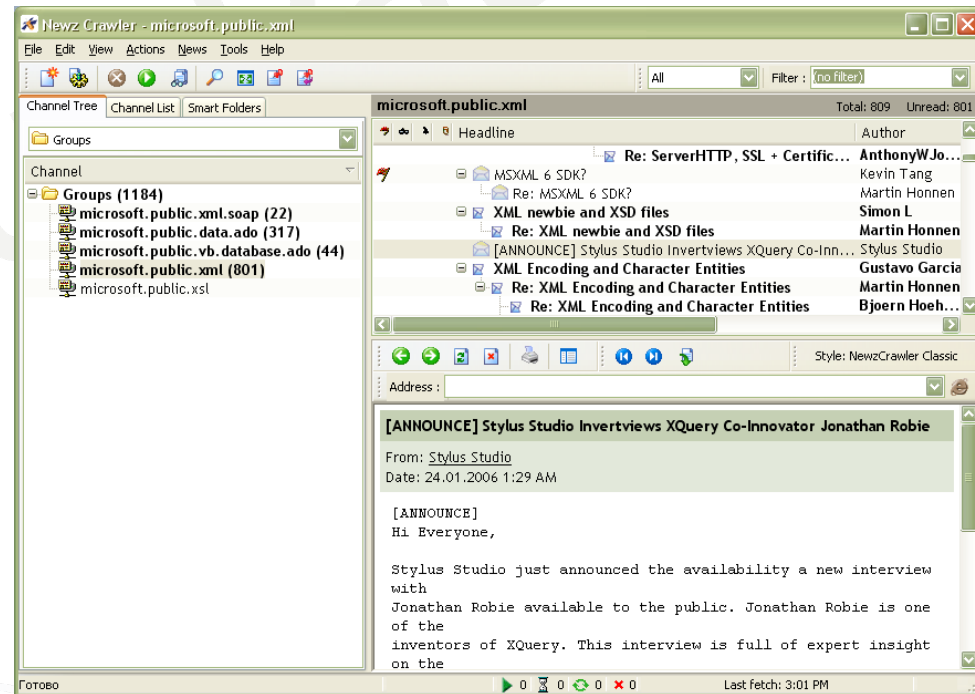 Newz Crawler - microsoft.public.xml
File Edit View Actions News Tools Help
All Filter : (no filter)
Channel Tree Channel List Smart Folders
Groups
Channel
Groups (1184)
microsoft.public.xml.soap (22)
microsoft.public.data.ado (317)
microsoft.public.vb.database.ado (44)
microsoft.public.xml (801)
microsoft.public.xsl
microsoft.public.xml Total: 809 Unread: 801
Headline Author
Re: ServerHTTP, SSL + Certific... AnthonyWJo...
MSXML 6 SDK? Kevin Tang
Re: MSXML 6 SDK? Martin Honnen
XML newbie and XSD files Simon L
Re: XML newbie and XSD files Martin Honnen
[ANNOUNCE] Stylus Studio Invertviews XQuery Co-Inn... Stylus Studio
XML Encoding and Character Entities Gustavo Garcia
Re: XML Encoding and Character Entities Martin Honnen
Re: XML Encoding and Character Entities Bjoern Hoeh...
Style: NewzCrawler Classic
Address :
[ANNOUNCE] Stylus Studio Invertviews XQuery Co-Innovator Jonathan Robie
From: Stylus Studio
Date: 24.01.2006 1:29 AM
[ANNOUNCE]
Hi Everyone,
Stylus Studio just announced the availability a new interview
with
Jonathan Robie available to the public. Jonathan Robie is one
of the
inventors of XQuery. This interview is full of expert insight
on the
Готово 0 0 0 0 Last fetch: 3:01 PM